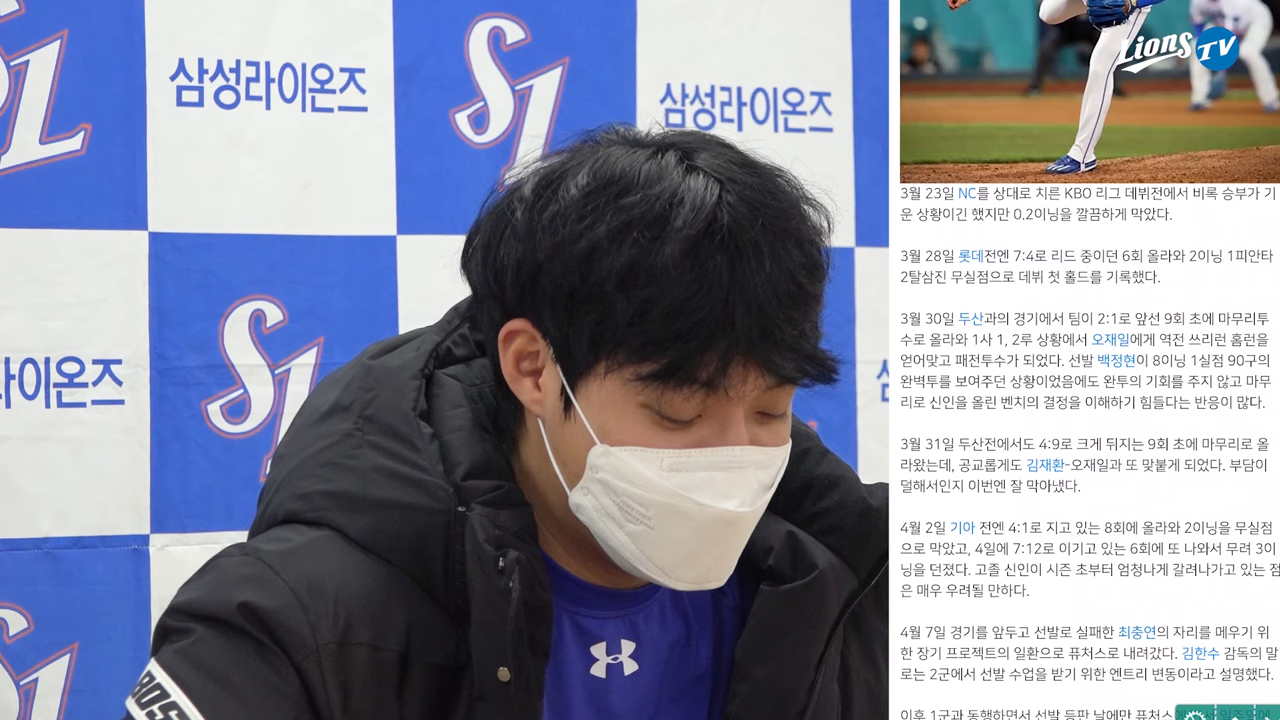 삼성라이온즈
삼성라이온즈
라이온즈
SL
SL
Lions TV
BOS
3월 23일 NC를 상대로 치른 KBO 리그 데뷔전에서 비록 승부가 기
운 상황이긴 했지만 0.2이닝을 깔끔하게 막았다.
3월 28일 롯데전엔 7:4로 리드 중이던 6회 올라와 2이닝 1피안타
2탈삼진 무실점으로 데뷔 첫 홀드를 기록했다.
3월 30일 두산과의 경기에서 팀이 2:1로 앞선 9회 초에 마무리투
수로 올라와 1사 1, 2루 상황에서 오재일에게 역전 쓰리런 홈런을
얻어맞고 패전투수가 되었다. 선발 백정현이 8이닝 1실점 90구의
완벽투를 보여주던 상황이었음에도 완투의 기회를 주지 않고 마무
리로 신인을 올린 벤치의 결정을 이해하기 힘들다는 반응이 많다.
3월 31일 두산전에서도 4:9로 크게 뒤지는 9회 초에 마무리로 올
라왔는데, 공교롭게도 김재환-오재일과 또 맞붙게 되었다. 부담이
덜해서인지 이번엔 잘 막아냈다.
4월 2일 기아 전엔 4:1로 지고 있는 8회에 올라와 2이닝을 무실점
으로 막았고, 4일에 7:12로 이기고 있는 6회에 또 나와서 무려 3이
닝을 던졌다. 고졸 신인이 시즌 초부터 엄청나게 갈려나가고 있는 점
은 매우 우려될 만하다.
4월 7일 경기를 앞두고 선발로 실패한 최충연의 자리를 메우기 위
한 장기 프로젝트의 일환으로 퓨처스로 내려갔다. 김한수 감독의 말
로는 2군에서 선발 수업을 받기 위한 엔트리 변동이라고 설명했다.
이후 1군과 동행하면서 선발 등판 날에만 퓨처스